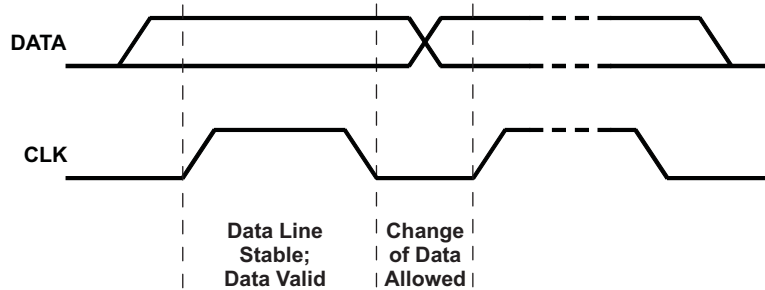 DATA
CLK
Data Line
Stable;
Data Valid
Change
of Data
Allowed